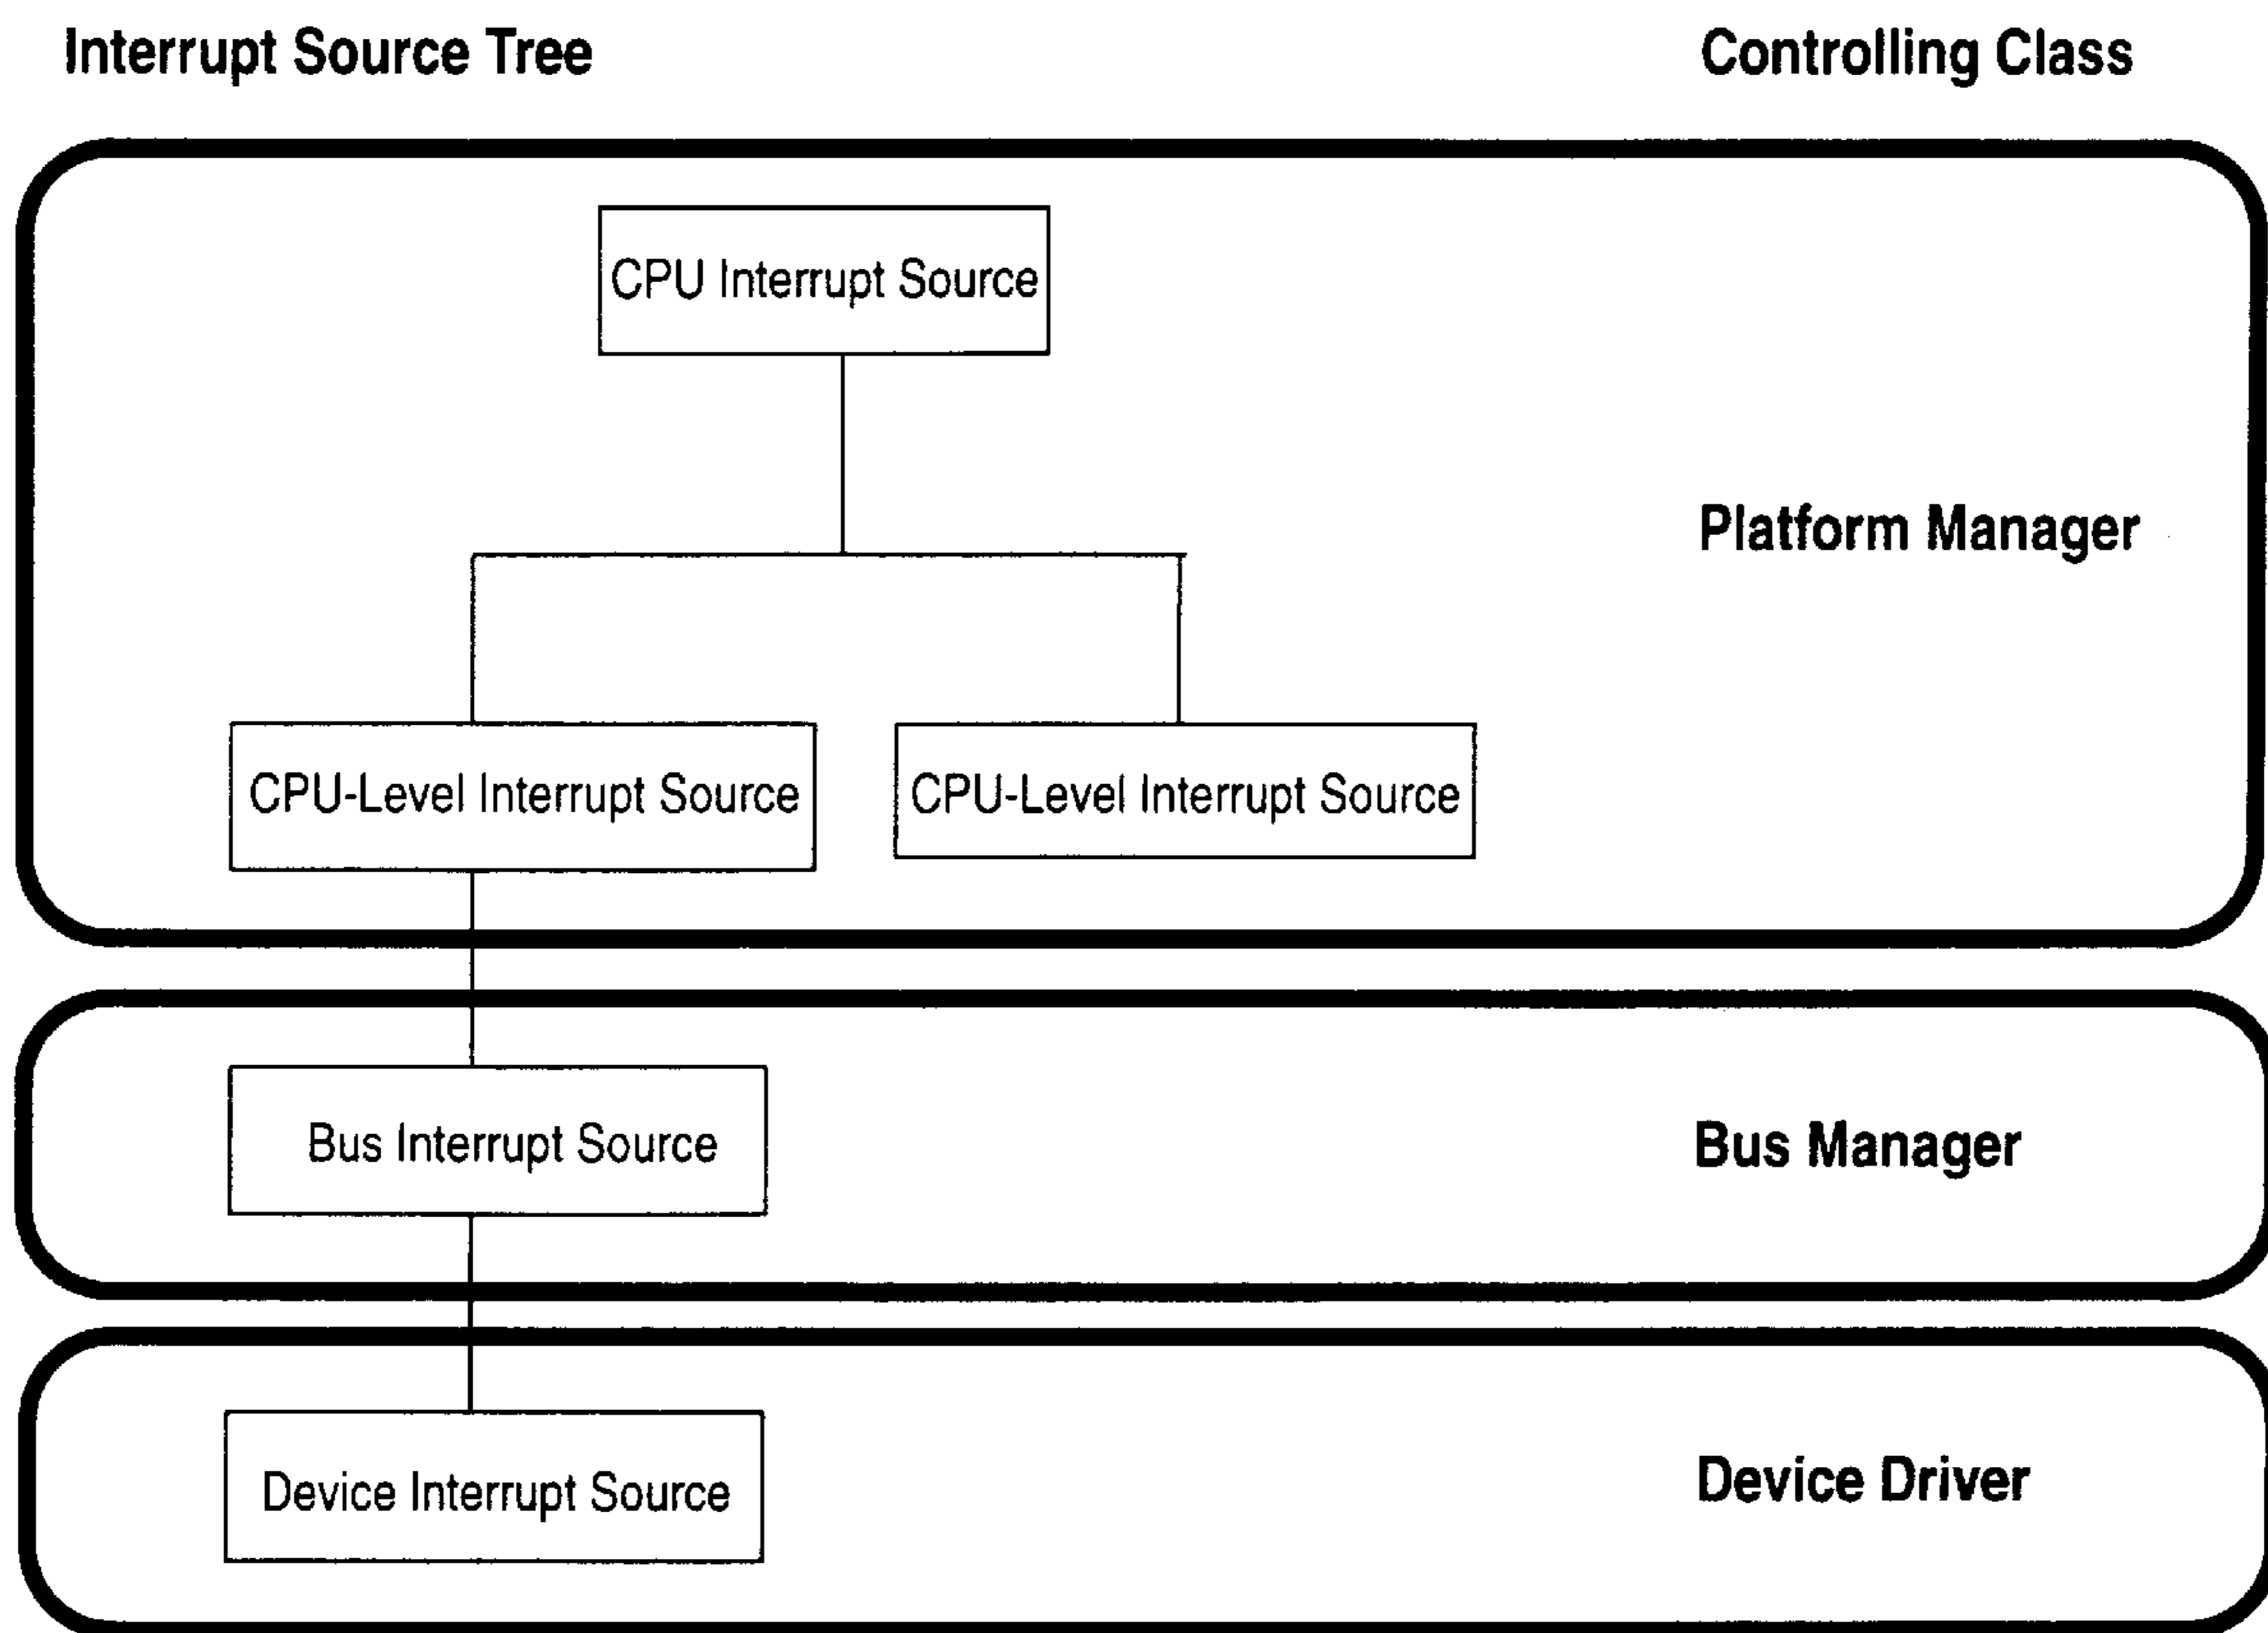 Interrupt Source Tree
Controlling Class
CPU Interrupt Source
Platform Manager
CPU-Level Interrupt Source
CPU-Level Interrupt Source
Bus Interrupt Source
Bus Manager
Device Interrupt Source
Device Driver